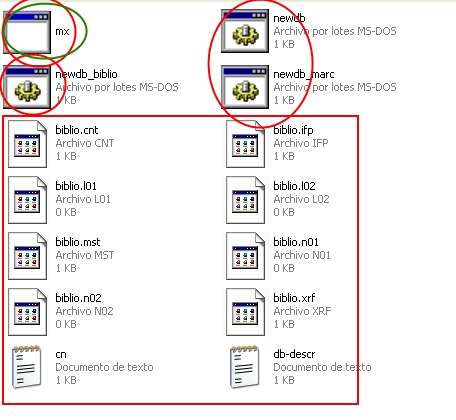 mx
newdb
Archivo por lotes MS-DOS
1 KB
newdb_biblio
Archivo por lotes MS-DOS
1 KB
newdb_marc
Archivo por lotes MS-DOS
1 KB
biblio.cnt
Archivo CNT
1 KB
biblio.ifp
Archivo IFP
1 KB
biblio.l01
Archivo L01
0 KB
biblio.l02
Archivo L02
0 KB
biblio.mst
Archivo MST
1 KB
biblio.n01
Archivo N01
0 KB
biblio.n02
Archivo N02
0 KB
biblio.xrf
Archivo XRF
1 KB
cn
Documento de texto
1 KB
db-descr
Documento de texto
1 KB